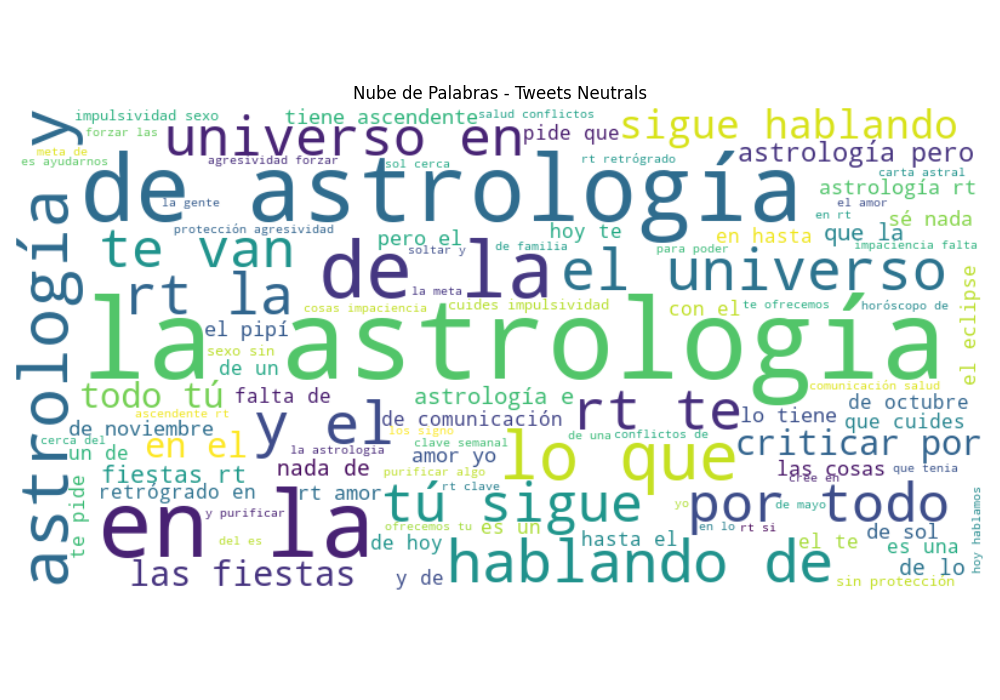 Nube de Palabras - Tweets Neutrals
impulsividad sexo
tiene ascendente
salud conflictos
forzar las
universo en
pide que
sigue hablando
meta de
es ayudarnos
agresividad forzar
sol cerca
rt retrógrado
astrología pero
carta astral
de astrología
astrología rt
la gente
el amor
en rt
sé nada
protección agresividad
te van
pero el
soltar y
de familia
hoy te
para poder
en hasta
que la
impaciencia falta
astrología y
rt la
de la
la meta
el universo
te ofrecemos
horóscopo de
cosas impaciencia
cuides impulsividad
con el
el eclipse
el pipí
la astrología
sexo sin
de un
comunicación salud
todo tú
falta de
astrología e
ascendente rt
de noviembre
y el
de comunicación
rt te
lo tiene
de octubre
que cuides
los signo
cerca del
un de
en el
la astrologia
clave semanal
de una
conflictos de
lo que
criticar por
fiestas rt
nada de
amor yo
purificar algo
las cosas
cree en
que tenia
te pide
retrógrado en
rt amor
rt clave
tú sigue
yo
por todo
de mayo
en la
y purificar
ofrecemos tu
es un
en lo
rt si
de sol
hoy hablamos
del es
de hoy
hasta el
el te
es una
las fiestas
y de
hablando de
de lo
sin protección